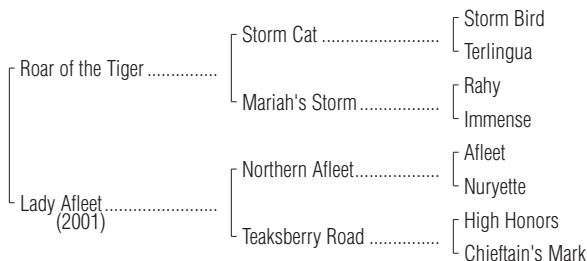 Storm Bird
Storm Cat ........................
Terlingua
Roar of the Tiger ..............
Rahy
Mariah's Storm ................
Immense
Afleet
Northern Afleet.................
Nuryette
Lady Afleet .......................
(2001)
High Honors
Teaksberry Road ..............
Chieftain's Mark